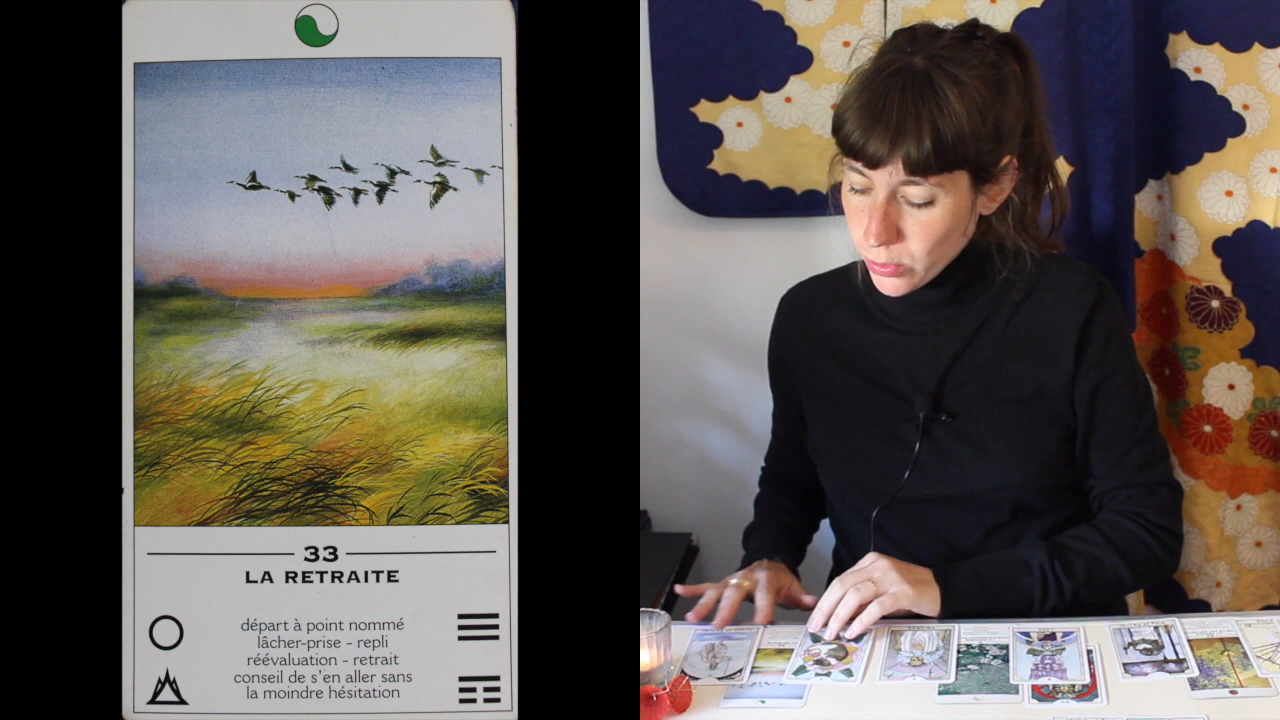 33
LA RETRAITE
départ à point nommé
lâcher-prise - repli
réévaluation - retrait
conseil de s'en aller sans
la moindre hésitation